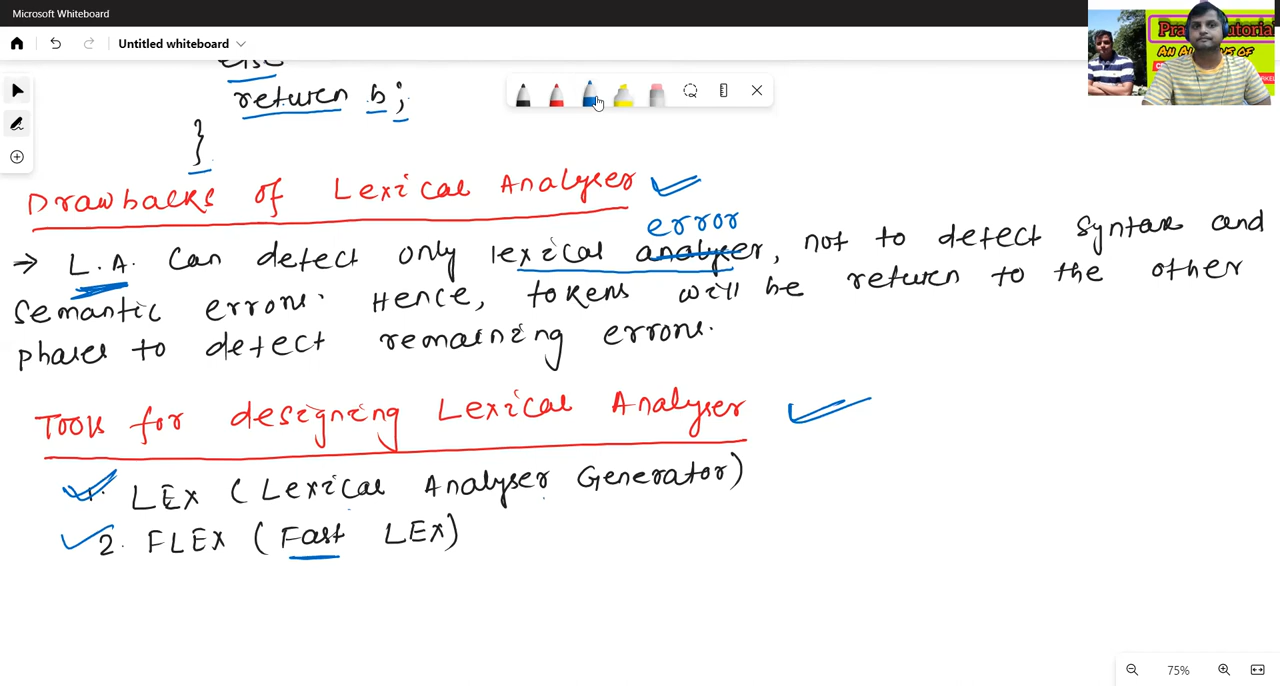 Microsoft Whiteboard
Untitled whiteboard
else
return b;
}
Drawbacks of Lexical Analyser
error
→ L.A. can detect only lexical analyser, not to detect syntax and
semantic errors. Hence, tokens will be return to the other
phases to detect remaining errors.
Tools for designing Lexical Analyser
1. LEX (Lexical Analyser Generator)
2. FLEX (Fast LEX)
75%